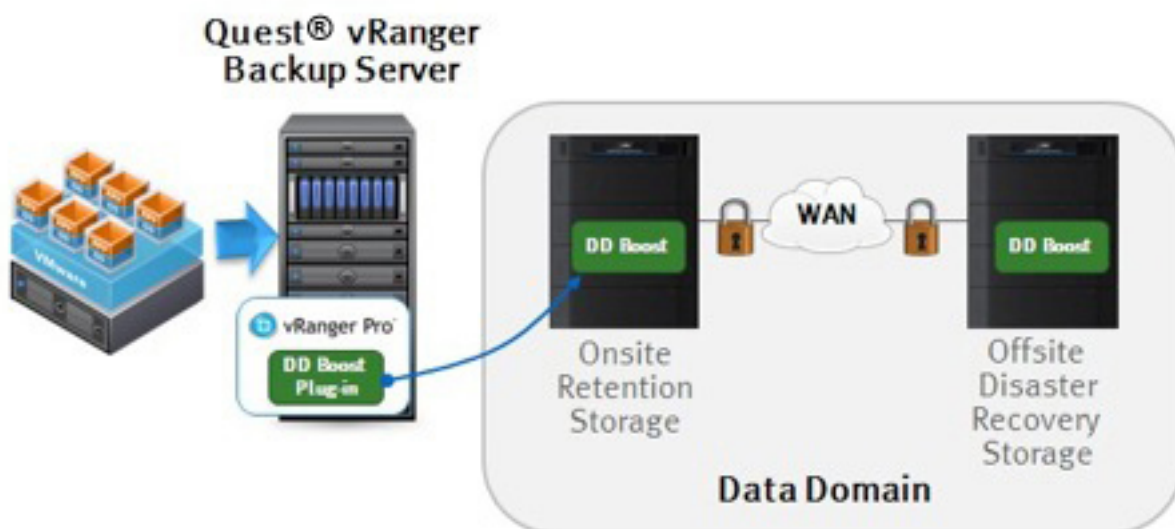 Quest® vRanger
Backup Server
VMware
vRanger Pro™
DD Boost
Plug-in
DD Boost
WAN
DD Boost
Onsite
Retention
Storage
Offsite
Disaster
Recovery
Storage
Data Domain